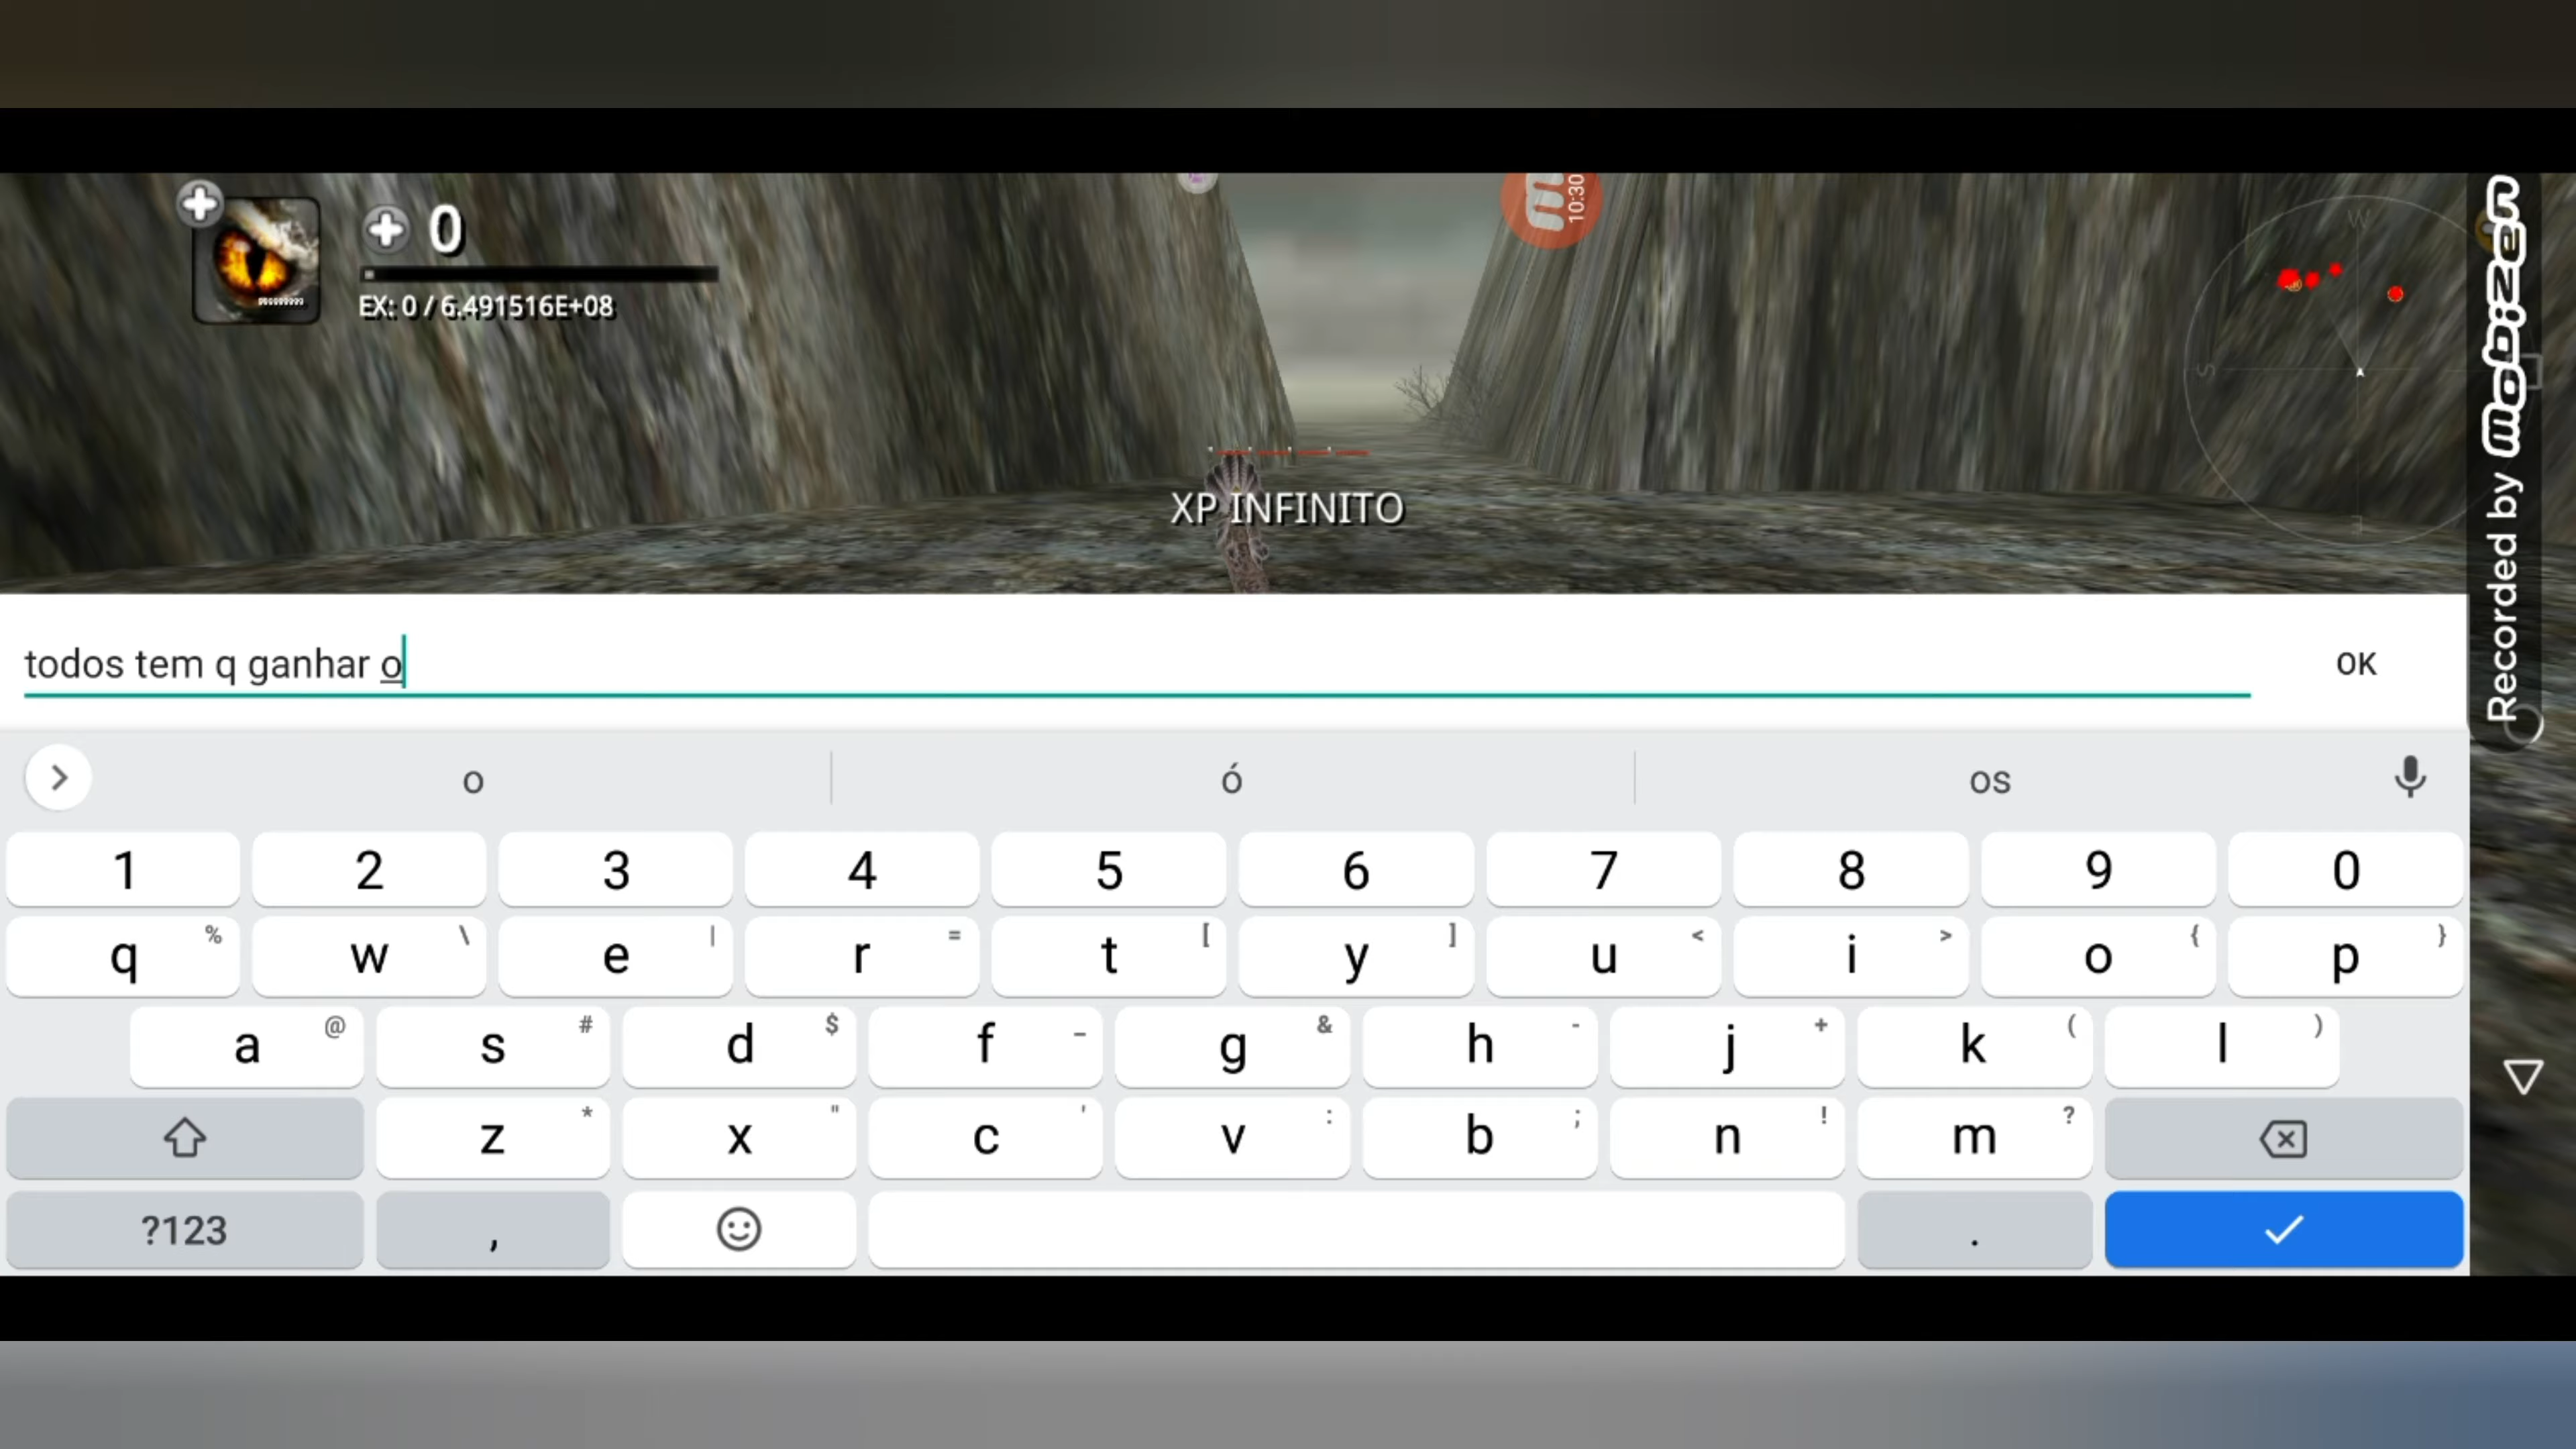 0
EX: 0 / 6.491516E+08
10:30
W
S
E
XP INFINITO
Recorded by mobizen
todos tem q ganhar o
OK
o ó os
1 2 3 4 5 6 7 8 9 0
q % w \ e | r = t [ y ] u < i > o { p }
a @ s # d $ f _ g & h - j + k ( l )
z * x " c ' v : b ; n ! m ?
?123 , .